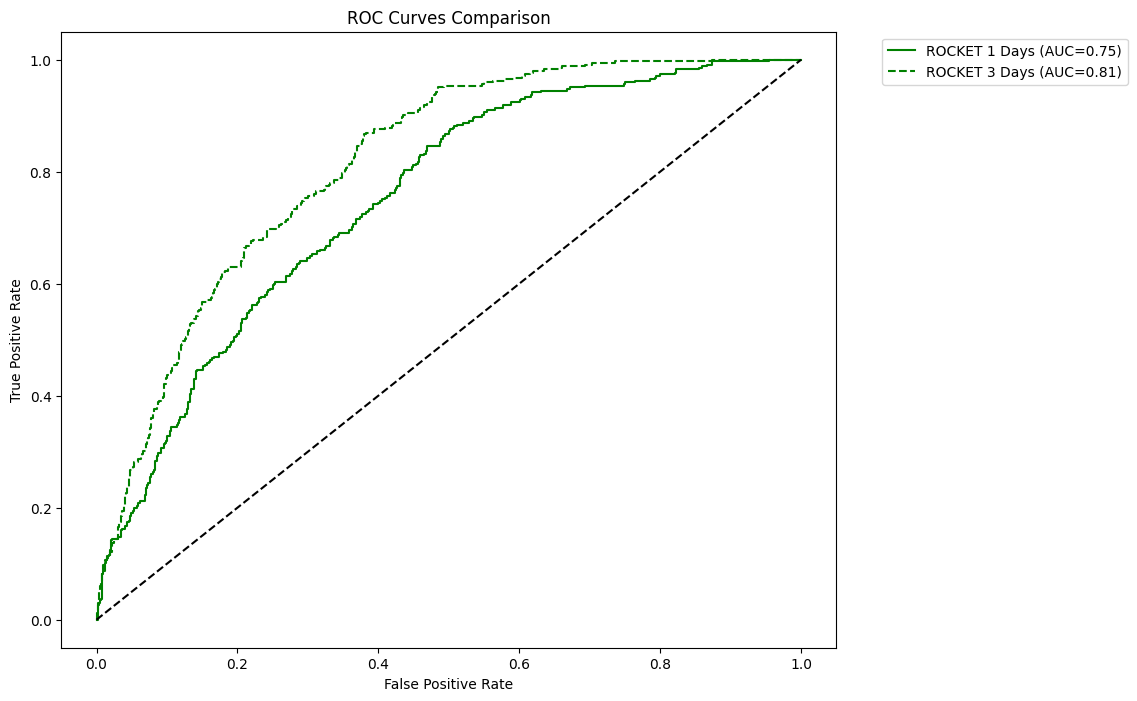 ROC Curves Comparison
ROCKET 1 Days (AUC=0.75)
ROCKET 3 Days (AUC=0.81)
True Positive Rate
1.0
0.8
0.6
0.4
0.2
0.0
0.0 0.2 0.4 0.6 0.8 1.0
False Positive Rate